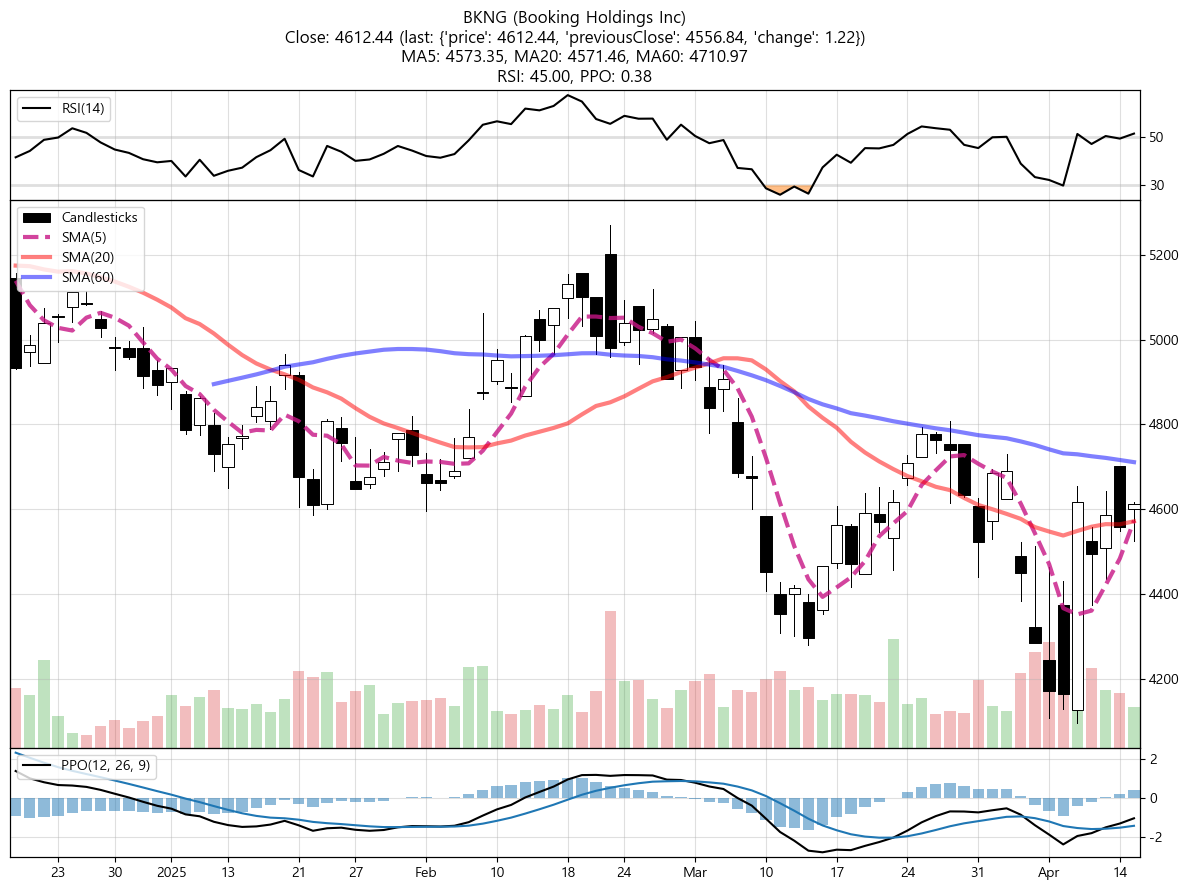 BKNG (Booking Holdings Inc)
Close: 4612.44 (last: {'price': 4612.44, 'previousClose': 4556.84, 'change': 1.22})
MA5: 4573.35, MA20: 4571.46, MA60: 4710.97
RSI: 45.00, PPO: 0.38
RSI(14)
50
30
Candlesticks
SMA(5)
SMA(20)
SMA(60)
5200
5000
4800
4600
4400
4200
PPO(12, 26, 9)
2
0
-2
23 30 2025 13 21 27 Feb 10 18 24 Mar 10 17 24 31 Apr 14